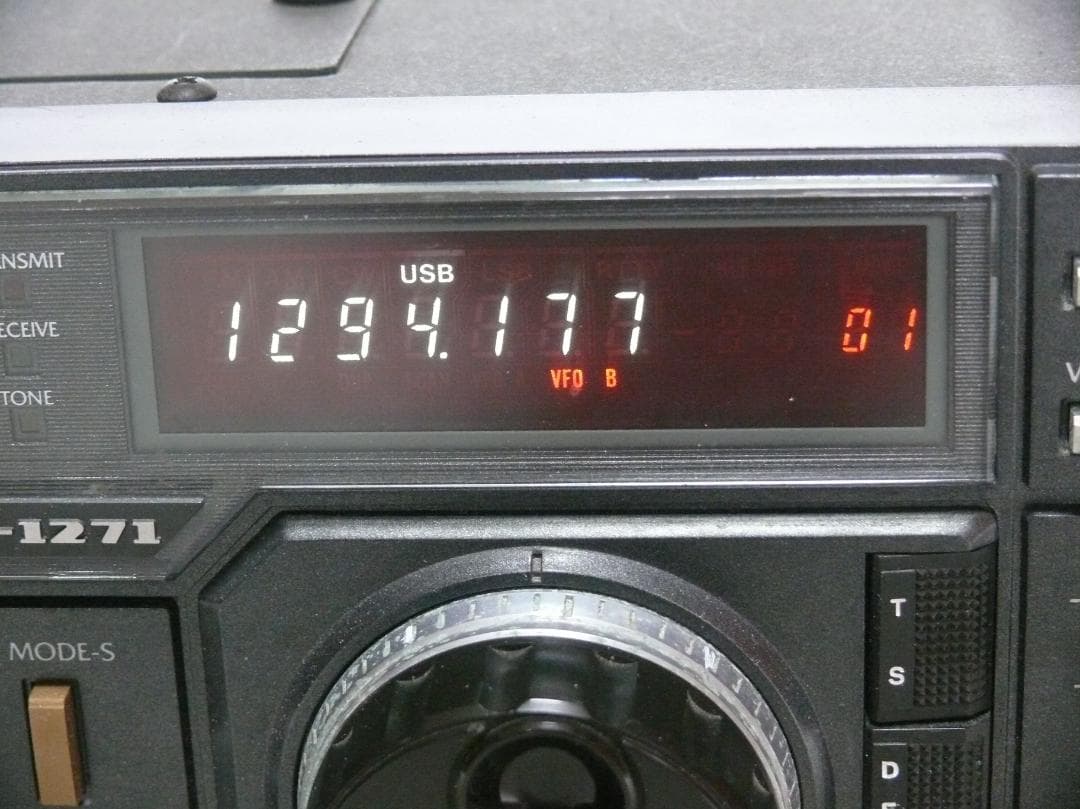 NSMIT
USB
ECEIVE
1294.177
01
TONE
VFO B
V
-1271
T
S
MODE-S
D